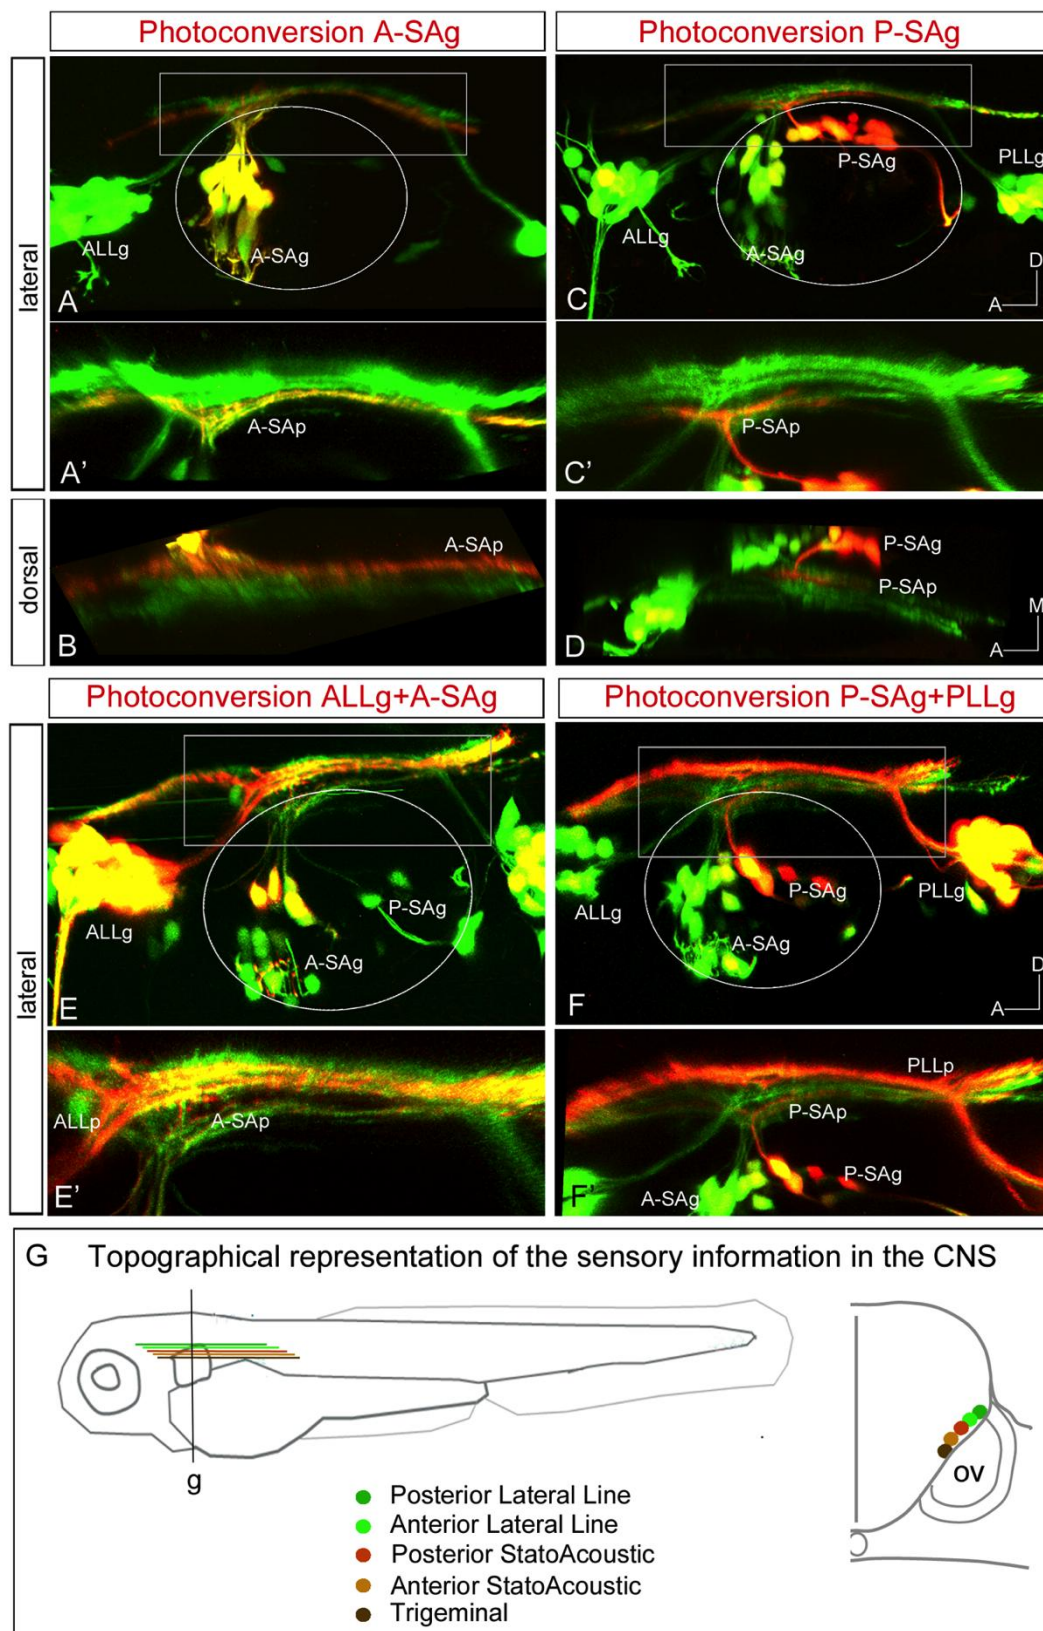 Photoconversion A-SAg
Photoconversion P-SAg
lateral
ALLg
A-SAg
A
P-SAg
PLLg
ALLg
A-SAg
C
D
A
A-SAp
A'
P-SAp
C'
dorsal
A-SAp
B
P-SAg
P-SAp
D
M
A
Photoconversion ALLg+A-SAg
Photoconversion P-SAg+PLLg
lateral
ALLg
P-SAg
A-SAg
E
ALLg
P-SAg
PLLg
A-SAg
F
D
A
ALLp
A-SAp
E'
PLLp
P-SAp
P-SAg
A-SAg
F'
G Topographical representation of the sensory information in the CNS
g
ov
Posterior Lateral Line
Anterior Lateral Line
Posterior StatoAcoustic
Anterior StatoAcoustic
Trigeminal